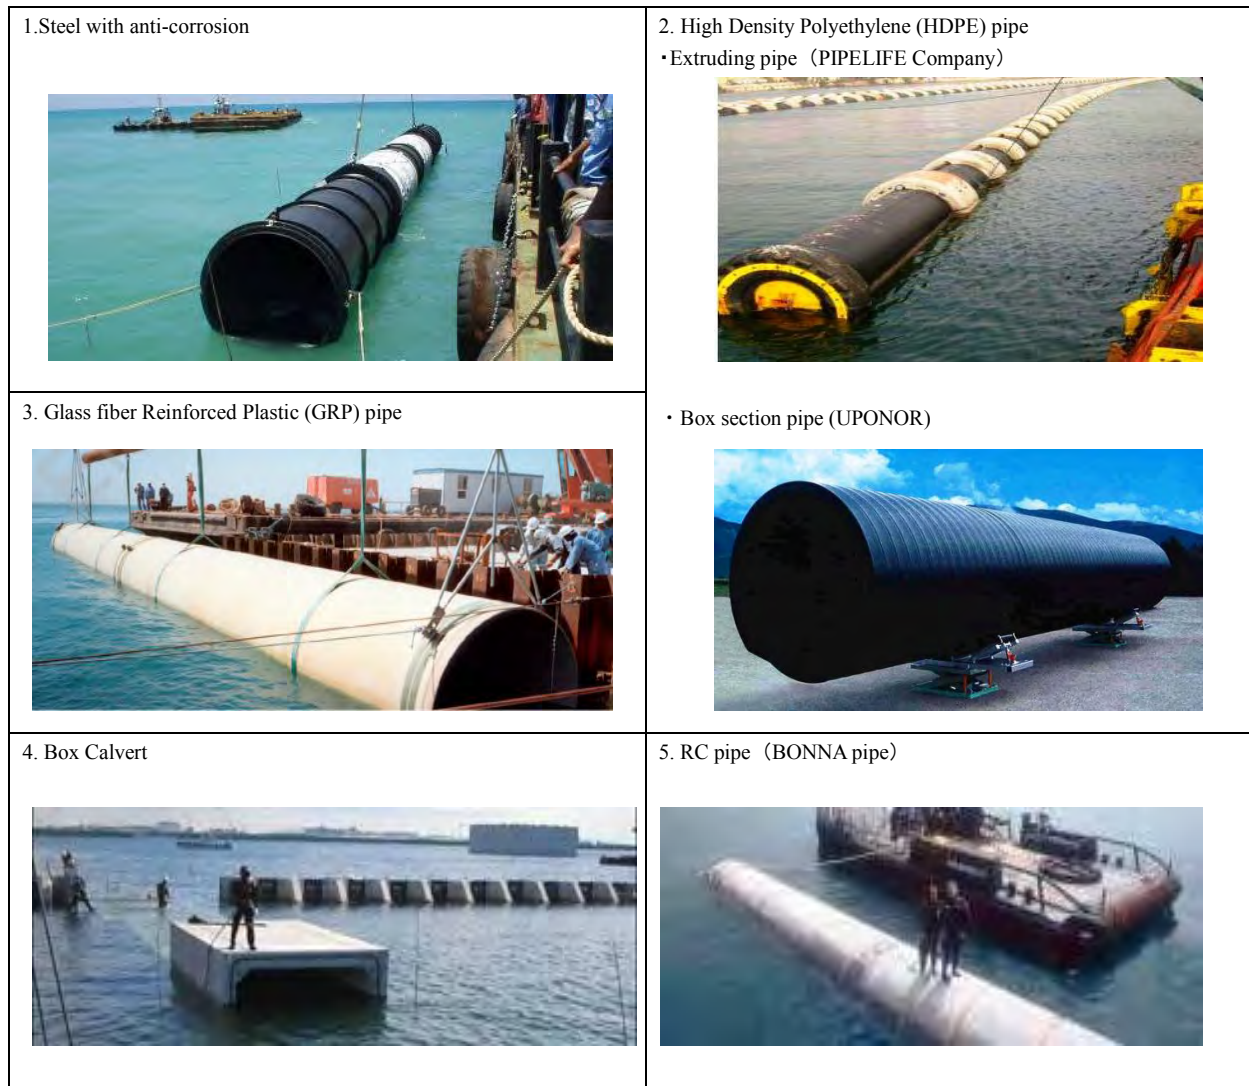 1.Steel with anti-corrosion
2. High Density Polyethylene (HDPE) pipe
・Extruding pipe（PIPELIFE Company）
3. Glass fiber Reinforced Plastic (GRP) pipe
・Box section pipe (UPONOR)
4. Box Calvert
5. RC pipe（BONNA pipe）